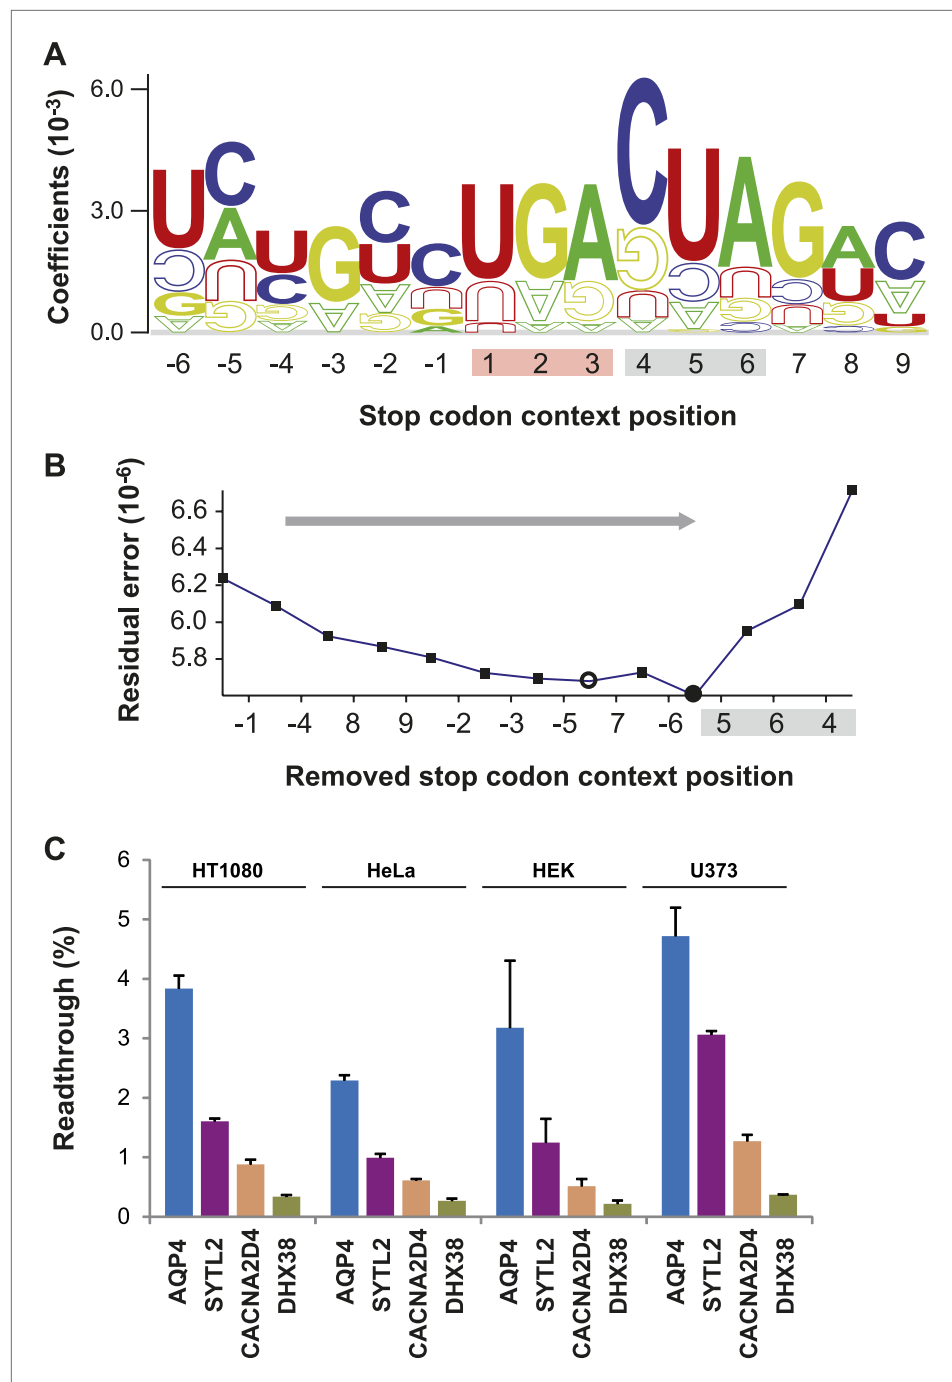 A
Coefficients (10-3)
6.0
3.0
0.0
U C C U G A C U A G A C
A U G U C U G A G U C A G A C
-6 -5 -4 -3 -2 -1 1 2 3 4 5 6 7 8 9
Stop codon context position
B
Residual error (10-6)
6.6
6.4
6.2
6.0
5.8
-1 -4 8 9 -2 -3 -5 7 -6 5 6 4
Removed stop codon context position
C
Readthrough (%)
6
5
4
3
2
1
0
HT1080 HeLa HEK U373
AQP4 SYTL2 CACNA2D4 DHX38 AQP4 SYTL2 CACNA2D4 DHX38 AQP4 SYTL2 CACNA2D4 DHX38 AQP4 SYTL2 CACNA2D4 DHX38